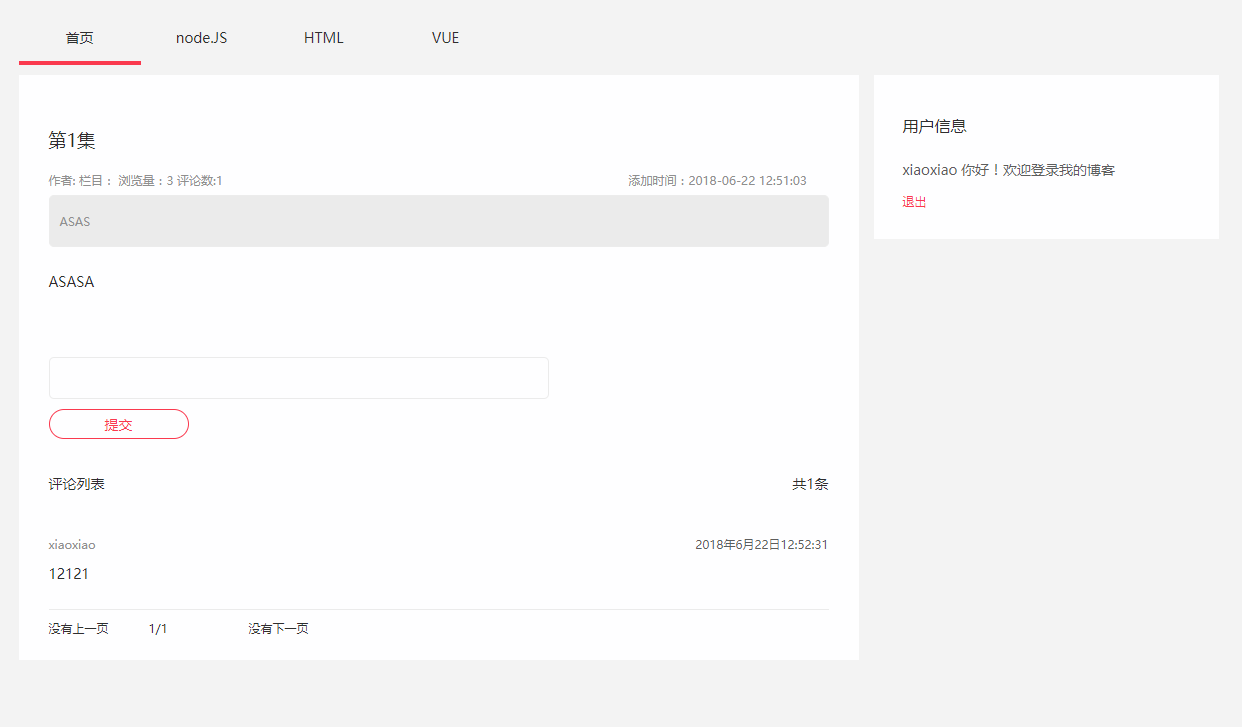 首页 node.JS HTML VUE
第1集
作者: 栏目： 浏览量：3 评论数:1 添加时间：2018-06-22 12:51:03
ASAS
ASASA
提交
评论列表 共1条
xiaoxiao 2018年6月22日12:52:31
12121
没有上一页 1/1 没有下一页
用户信息
xiaoxiao 你好！欢迎登录我的博客
退出